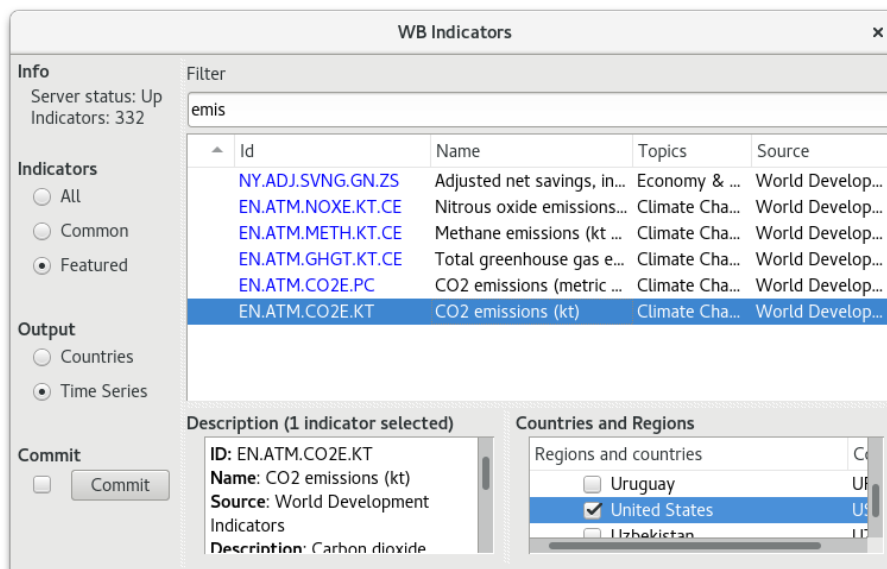 WB Indicators
Info
Server status: Up
Indicators: 332
Indicators
All
Common
Featured
Output
Countries
Time Series
Commit
Commit
Filter
emis
Id Name Topics Source
NY.ADJ.SVNG.GN.ZS Adjusted net savings, in... Economy & ... World Develop...
EN.ATM.NOXE.KT.CE Nitrous oxide emissions... Climate Cha... World Develop...
EN.ATM.METH.KT.CE Methane emissions (kt ... Climate Cha... World Develop...
EN.ATM.GHGT.KT.CE Total greenhouse gas e... Climate Cha... World Develop...
EN.ATM.CO2E.PC CO2 emissions (metric ... Climate Cha... World Develop...
EN.ATM.CO2E.KT CO2 emissions (kt) Climate Cha... World Develop...
Description (1 indicator selected)
ID: EN.ATM.CO2E.KT
Name: CO2 emissions (kt)
Source: World Development
Indicators
Description: Carbon dioxide
Countries and Regions
Regions and countries
Uruguay
United States
Uzbekistan